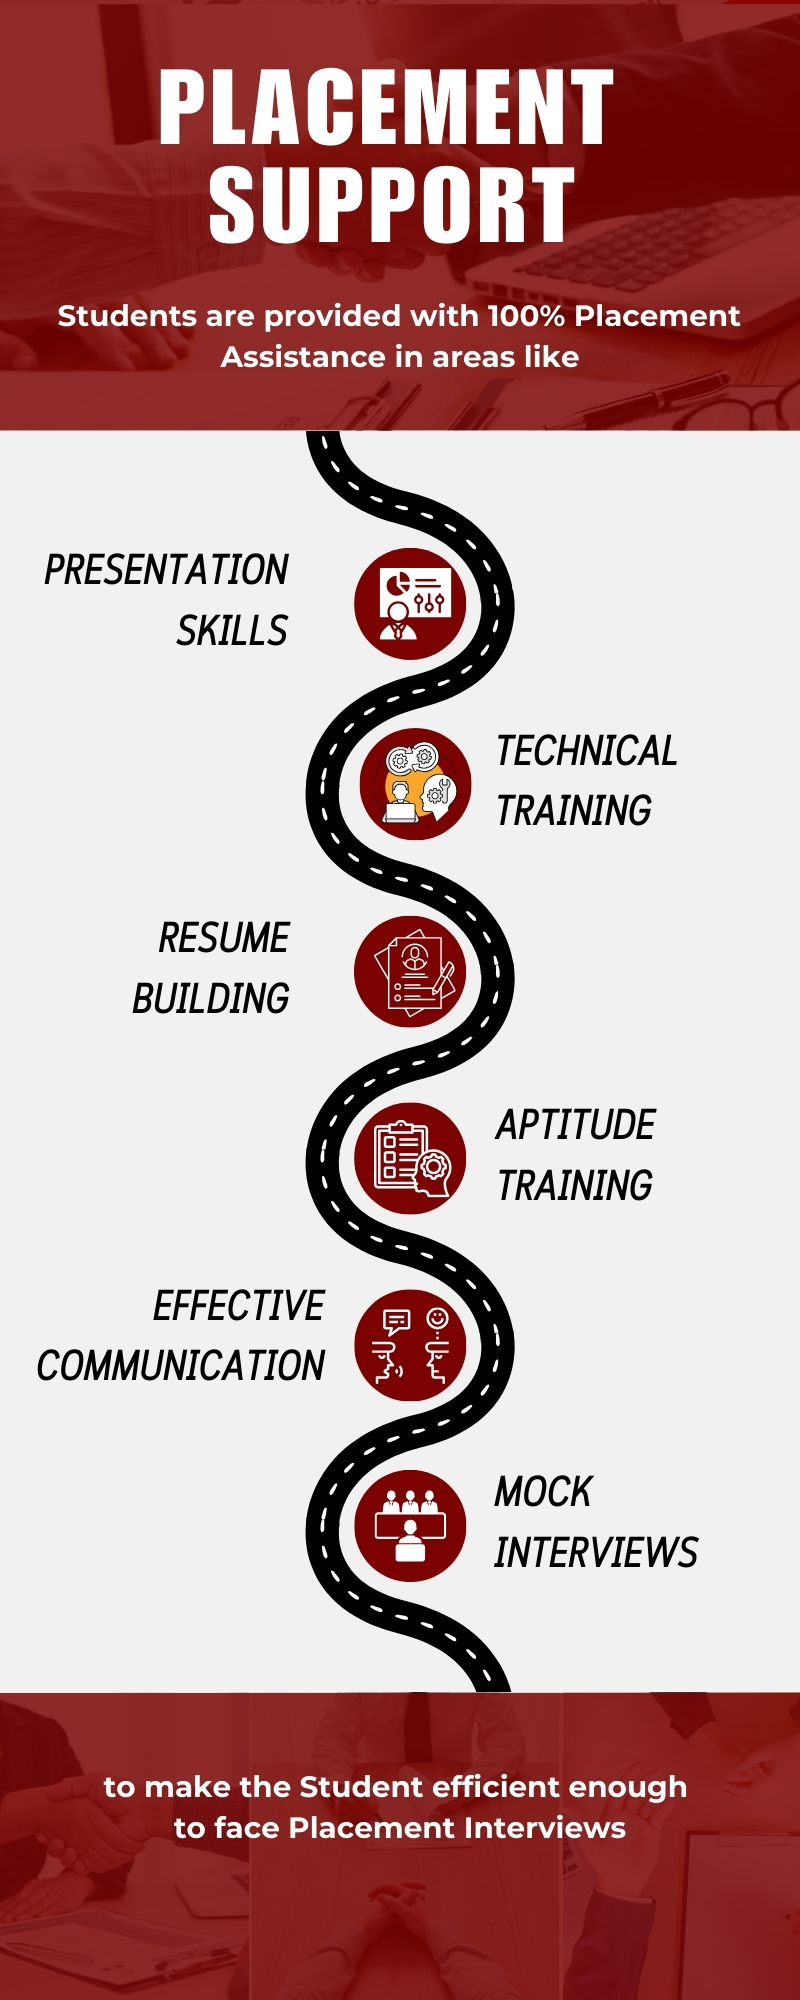 PLACEMENT
SUPPORT
Students are provided with 100% Placement
Assistance in areas like
PRESENTATION
SKILLS
TECHNICAL
TRAINING
RESUME
BUILDING
APTITUDE
TRAINING
EFFECTIVE
COMMUNICATION
MOCK
INTERVIEWS
to make the Student efficient enough
to face Placement Interviews